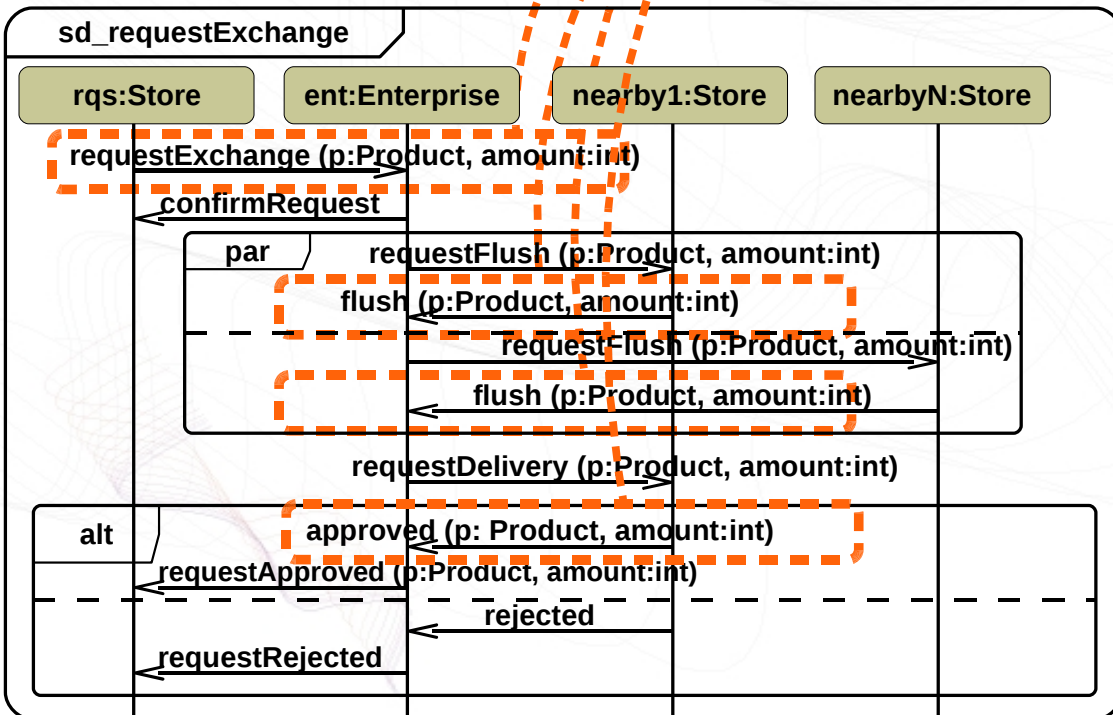 sd_requestExchange
rqs:Store
ent:Enterprise
nearby1:Store
nearbyN:Store
requestExchange (p:Product, amount:int)
confirmRequest
par
requestFlush (p:Product, amount:int)
flush (p:Product, amount:int)
requestFlush (p:Product, amount:int)
flush (p:Product, amount:int)
requestDelivery (p:Product, amount:int)
alt
approved (p: Product, amount:int)
requestApproved (p:Product, amount:int)
rejected
requestRejected